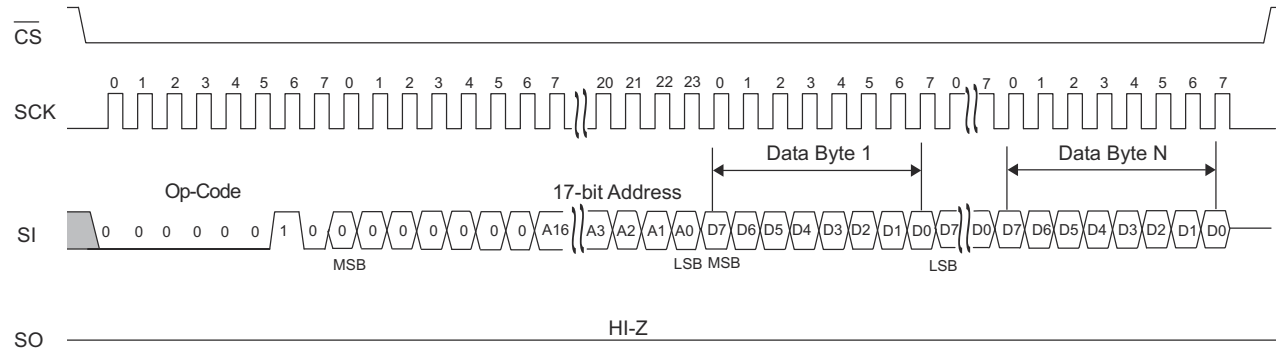 CS
0 1 2 3 4 5 6 7 0 1 2 3 4 5 6 7 20 21 22 23 0 1 2 3 4 5 6 7 0 7 0 1 2 3 4 5 6 7
SCK
Data Byte 1 Data Byte N
Op-Code 17-bit Address
SI 0 0 0 0 0 0 1 0 0 0 0 0 0 0 0 A16 A3 A2 A1 A0 D7 D6 D5 D4 D3 D2 D1 D0 D7 D0 D7 D6 D5 D4 D3 D2 D1 D0
MSB LSB MSB LSB
HI-Z
SO